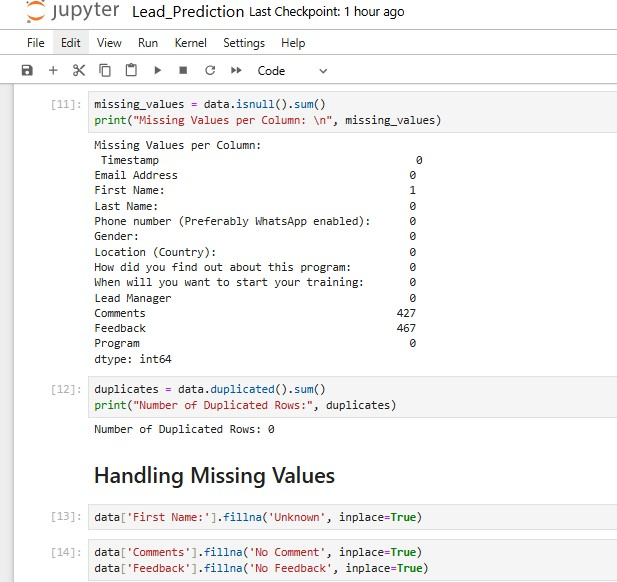 jupyter Lead_Prediction Last Checkpoint: 1 hour ago
File Edit View Run Kernel Settings Help
Code
[11]: missing_values = data.isnull().sum()
print("Missing Values per Column: \n", missing_values)
Missing Values per Column:
Timestamp 0
Email Address 0
First Name: 1
Last Name: 0
Phone number (Preferably WhatsApp enabled): 0
Gender: 0
Location (Country): 0
How did you find out about this program: 0
When will you want to start your training: 0
Lead Manager 0
Comments 427
Feedback 467
Program 0
dtype: int64
[12]: duplicates = data.duplicated().sum()
print("Number of Duplicated Rows:", duplicates)
Number of Duplicated Rows: 0
Handling Missing Values
[13]: data['First Name:'].fillna('Unknown', inplace=True)
[14]: data['Comments'].fillna('No Comment', inplace=True)
data['Feedback'].fillna('No Feedback', inplace=True)